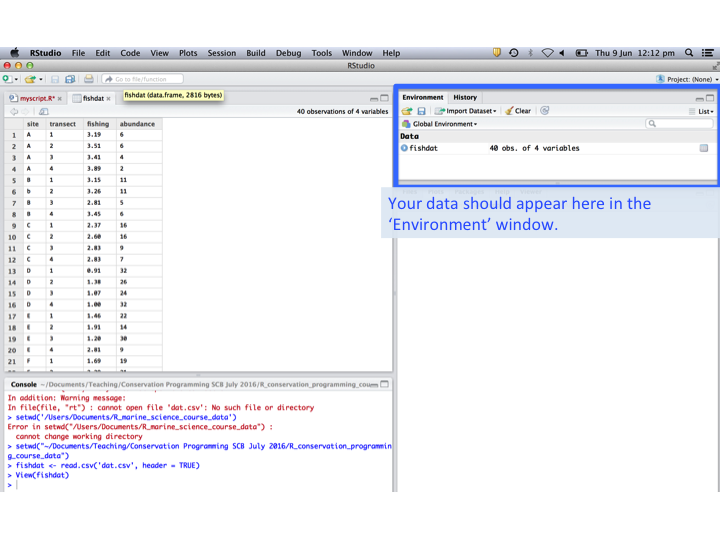 RStudio File Edit Code View Plots Session Build Debug Tools Window Help Thu 9 Jun 12:12 pm
RStudio
Go to file/function Project: (None)
myscript.R* fishdat fishdat (data.frame, 2816 bytes)
40 observations of 4 variables
site transect fishing abundance
1 A 1 3.19 6
2 A 2 3.51 6
3 A 3 3.41 4
4 A 4 3.89 2
5 B 1 3.15 11
6 b 2 3.26 11
7 B 3 2.81 5
8 B 4 3.45 6
9 C 1 2.37 16
10 C 2 2.60 16
11 C 3 2.83 9
12 C 4 2.83 7
13 D 1 0.91 32
14 D 2 1.38 26
15 D 3 1.07 24
16 D 4 1.00 32
17 E 1 1.46 22
18 E 2 1.91 14
19 E 3 1.20 30
20 E 4 2.81 9
21 F 1 1.69 19
Console ~/Documents/Teaching/Conservation Programming SCB July 2016/R_conservation_programming_cou
In addition: Warning message:
In file(file, "rt") : cannot open file 'dat.csv': No such file or directory
> setwd('/Users/Documents/R_marine_science_course_data')
Error in setwd("/Users/Documents/R_marine_science_course_data") :
cannot change working directory
> setwd("~/Documents/Teaching/Conservation Programming SCB July 2016/R_conservation_programmin
g_course_data")
> fishdat <- read.csv('dat.csv', header = TRUE)
> View(fishdat)
>
Environment History
Import Dataset Clear List
Global Environment
Data
fishdat 40 obs. of 4 variables
Your data should appear here in the
‘Environment’ window.